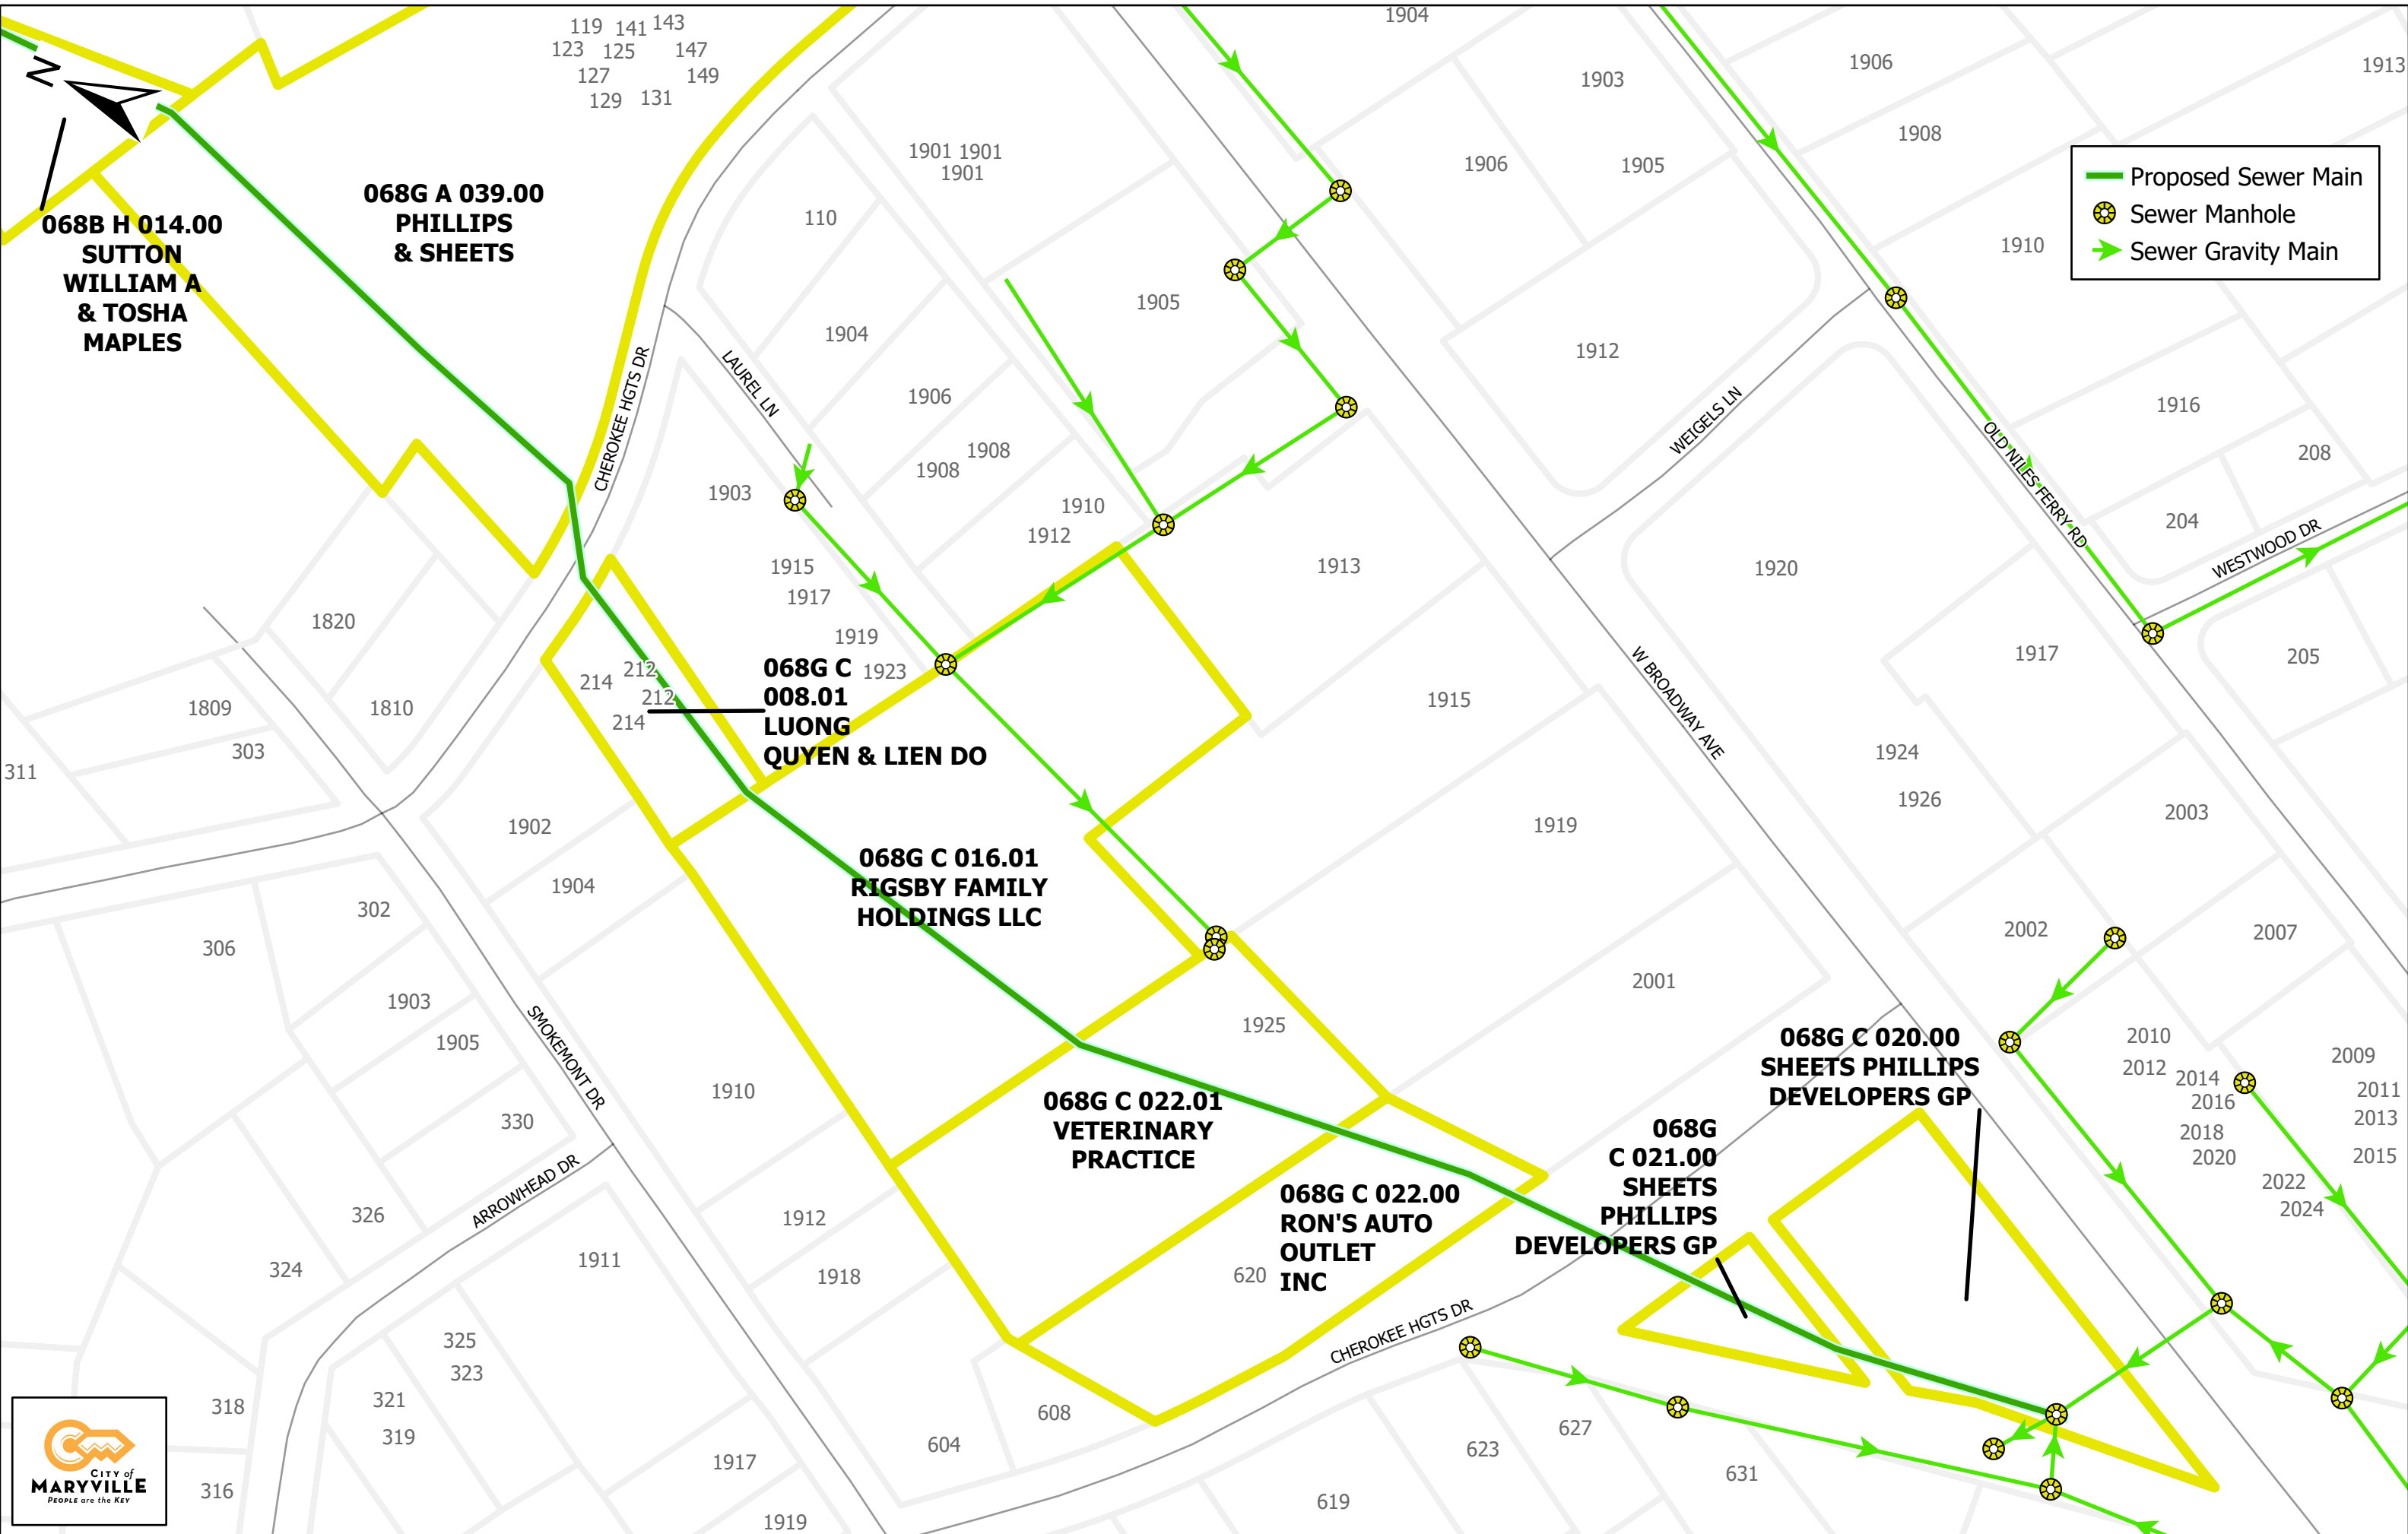 119 141 143
123 125 147
127 149
129 131
1904
1903
1906
1913
N
068G A 039.00
PHILLIPS
& SHEETS
068B H 014.00
SUTTON
WILLIAM A
& TOSHA
MAPLES
1901 1901
1901
1906
1905
1908
Proposed Sewer Main
Sewer Manhole
Sewer Gravity Main
110
1910
1905
1904
1912
CHEROKEE HGTS DR
LAUREL LN
1906
1908
1908
WEIGELS LN
1916
OLD NILES FERRY RD
208
1903
1910
1912
204
WESTWOOD DR
1915
1917
1913
1920
1820
1919
1923
212
214
212
214
068G C
008.01
LUONG
QUYEN & LIEN DO
1917
205
1809
1810
303
311
1915
W BROADWAY AVE
1924
1926
2003
1902
1919
1904
068G C 016.01
RIGSBY FAMILY
HOLDINGS LLC
302
306
2002
2007
1903
1905
SMOKEMONT DR
1925
2001
068G C 020.00
SHEETS PHILLIPS
DEVELOPERS GP
2010
2012
2014
2016
2018
2020
2022
2024
2009
2011
2013
2015
1910
330
068G C 022.01
VETERINARY
PRACTICE
068G
C 021.00
SHEETS
PHILLIPS
DEVELOPERS GP
ARROWHEAD DR
326
1912
068G C 022.00
RON'S AUTO
OUTLET
INC
324
1911
1918
620
CHEROKEE HGTS DR
325
323
318
321
319
608
604
627
623
631
1917
316
619
1919
CITY of
MARYVILLE
PEOPLE are the KEY